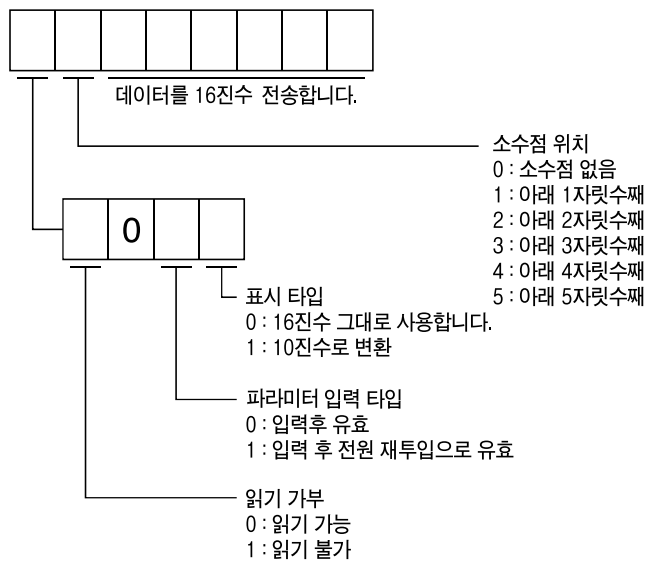 데이터를 16진수 전송합니다.
소수점 위치
0 : 소수점 없음
1 : 아래 1자릿수째
2 : 아래 2자릿수째
3 : 아래 3자릿수째
4 : 아래 4자릿수째
5 : 아래 5자릿수째
0
표시 타입
0 : 16진수 그대로 사용합니다.
1 : 10진수로 변환
파라미터 입력 타입
0 : 입력후 유효
1 : 입력 후 전원 재투입으로 유효
읽기 가부
0 : 읽기 가능
1 : 읽기 불가